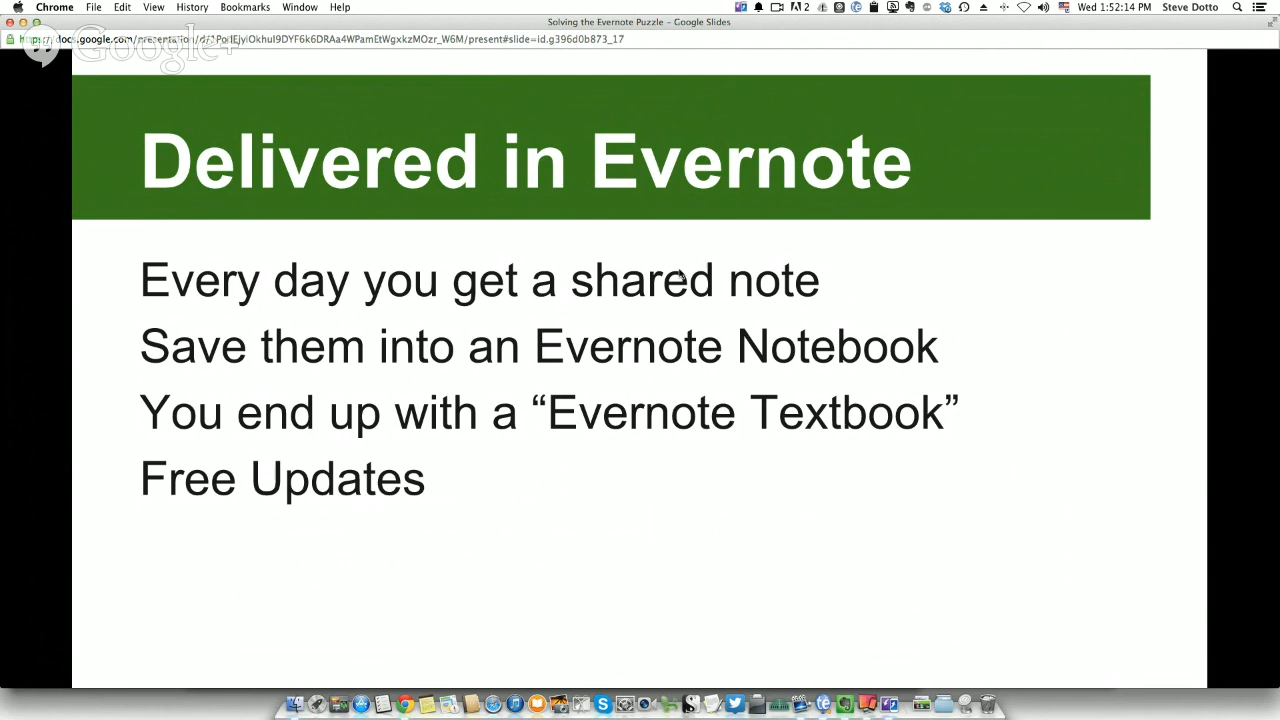 Chrome File Edit View History Bookmarks Window Help 2 Wed 1:52:14 PM Steve Dotto
Solving the Evernote Puzzle – Google Slides
Google+
Delivered in Evernote
Every day you get a shared note
Save them into an Evernote Notebook
You end up with a “Evernote Textbook”
Free Updates